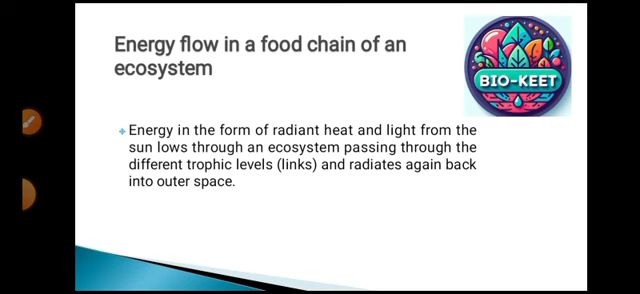 Energy flow in a food chain of an
ecosystem
BIO-KEET
Energy in the form of radiant heat and light from the
sun lows through an ecosystem passing through the
different trophic levels (links) and radiates again back
into outer space.